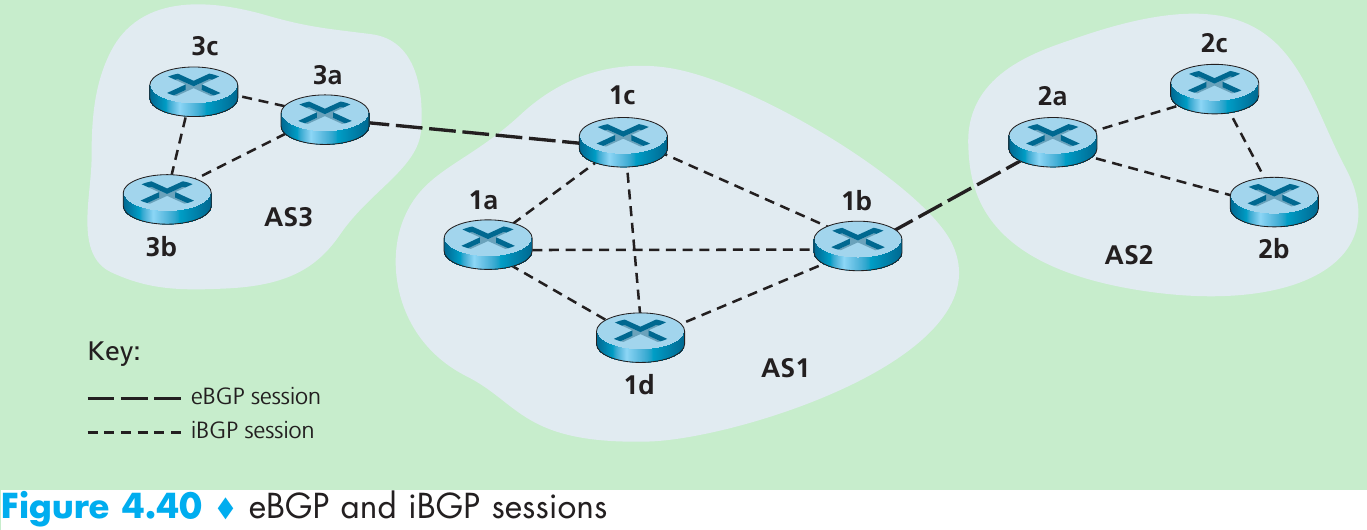 3c
3a
3b
AS3
1c
1a
1b
1d
AS1
2c
2a
2b
AS2
Key:
eBGP session
iBGP session
Figure 4.40 ♦ eBGP and iBGP sessions